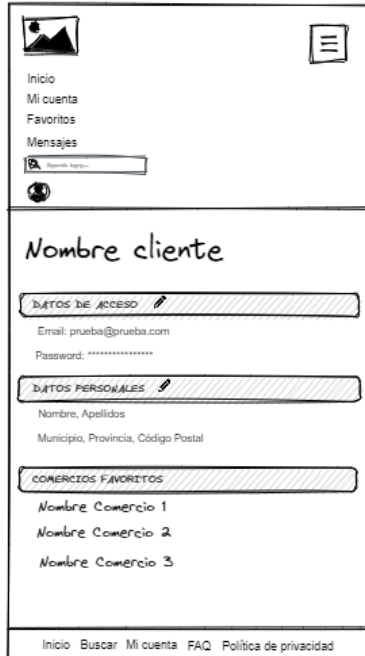 Inicio
Mi cuenta
Favoritos
Mensajes
Nombre cliente
DATOS DE ACCESO
Email: prueba@prueba.com
Password: ****************
DATOS PERSONALES
Nombre, Apellidos
Municipio, Provincia, Código Postal
COMERCIOS FAVORITOS
Nombre Comercio 1
Nombre Comercio 2
Nombre Comercio 3
Inicio Buscar Mi cuenta FAQ Política de privacidad